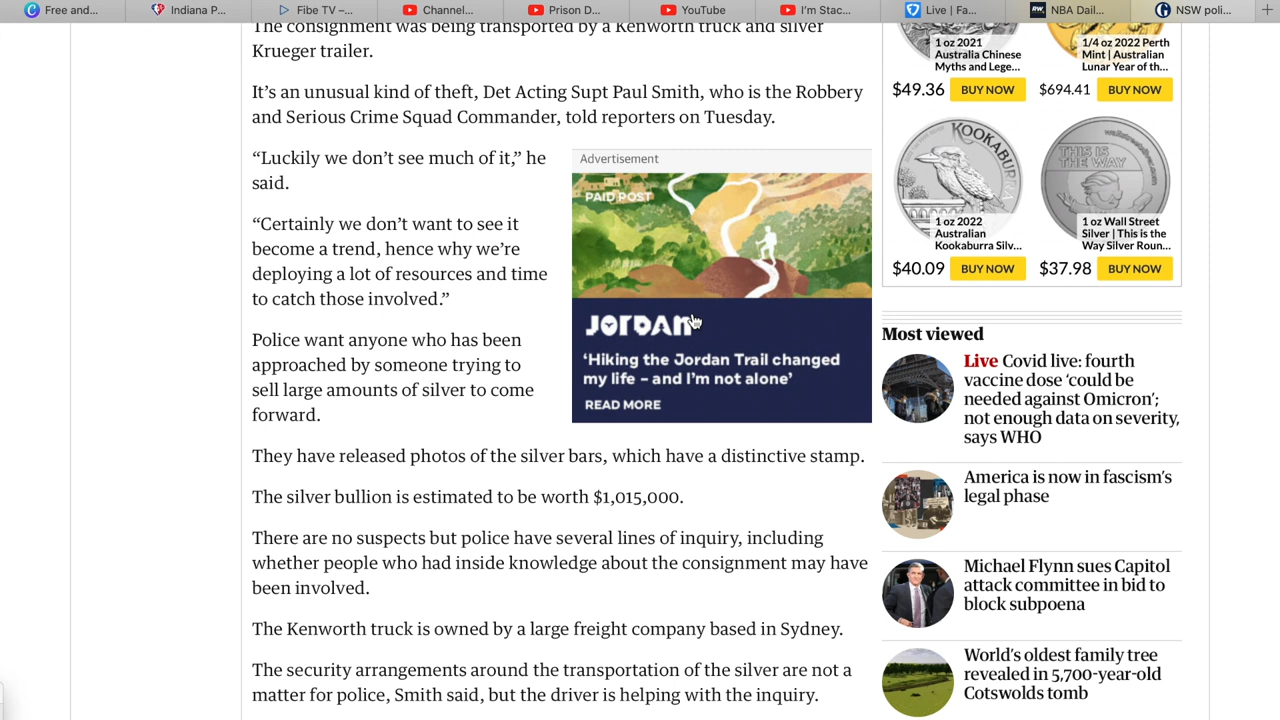 Free and...
Indiana P...
Fibe TV –...
Channel...
Prison D...
YouTube
I'm Stac...
Live | Fa...
RW.
NBA Dail...
NSW poli...
The consignment was being transported by a Kenworth truck and silver
Krueger trailer.
It's an unusual kind of theft, Det Acting Supt Paul Smith, who is the Robbery
and Serious Crime Squad Commander, told reporters on Tuesday.
“Luckily we don't see much of it,” he
said.
“Certainly we don't want to see it
become a trend, hence why we're
deploying a lot of resources and time
to catch those involved.”
Police want anyone who has been
approached by someone trying to
sell large amounts of silver to come
forward.
Advertisement
PAID POST
JORDAN
‘Hiking the Jordan Trail changed
my life – and I'm not alone’
READ MORE
They have released photos of the silver bars, which have a distinctive stamp.
The silver bullion is estimated to be worth $1,015,000.
There are no suspects but police have several lines of inquiry, including
whether people who had inside knowledge about the consignment may have
been involved.
The Kenworth truck is owned by a large freight company based in Sydney.
The security arrangements around the transportation of the silver are not a
matter for police, Smith said, but the driver is helping with the inquiry.
1 oz 2021
Australia Chinese
Myths and Lege...
$49.36 BUY NOW
1/4 oz 2022 Perth
Mint | Australian
Lunar Year of th...
$694.41 BUY NOW
KOOKABURRA
1 oz 2022
Australian
Kookaburra Silv...
$40.09 BUY NOW
THIS IS
THE WAY
1 oz Wall Street
Silver | This is the
Way Silver Roun...
$37.98 BUY NOW
Most viewed
Live Covid live: fourth
vaccine dose ‘could be
needed against Omicron’;
not enough data on severity,
says WHO
America is now in fascism's
legal phase
Michael Flynn sues Capitol
attack committee in bid to
block subpoena
World's oldest family tree
revealed in 5,700-year-old
Cotswolds tomb